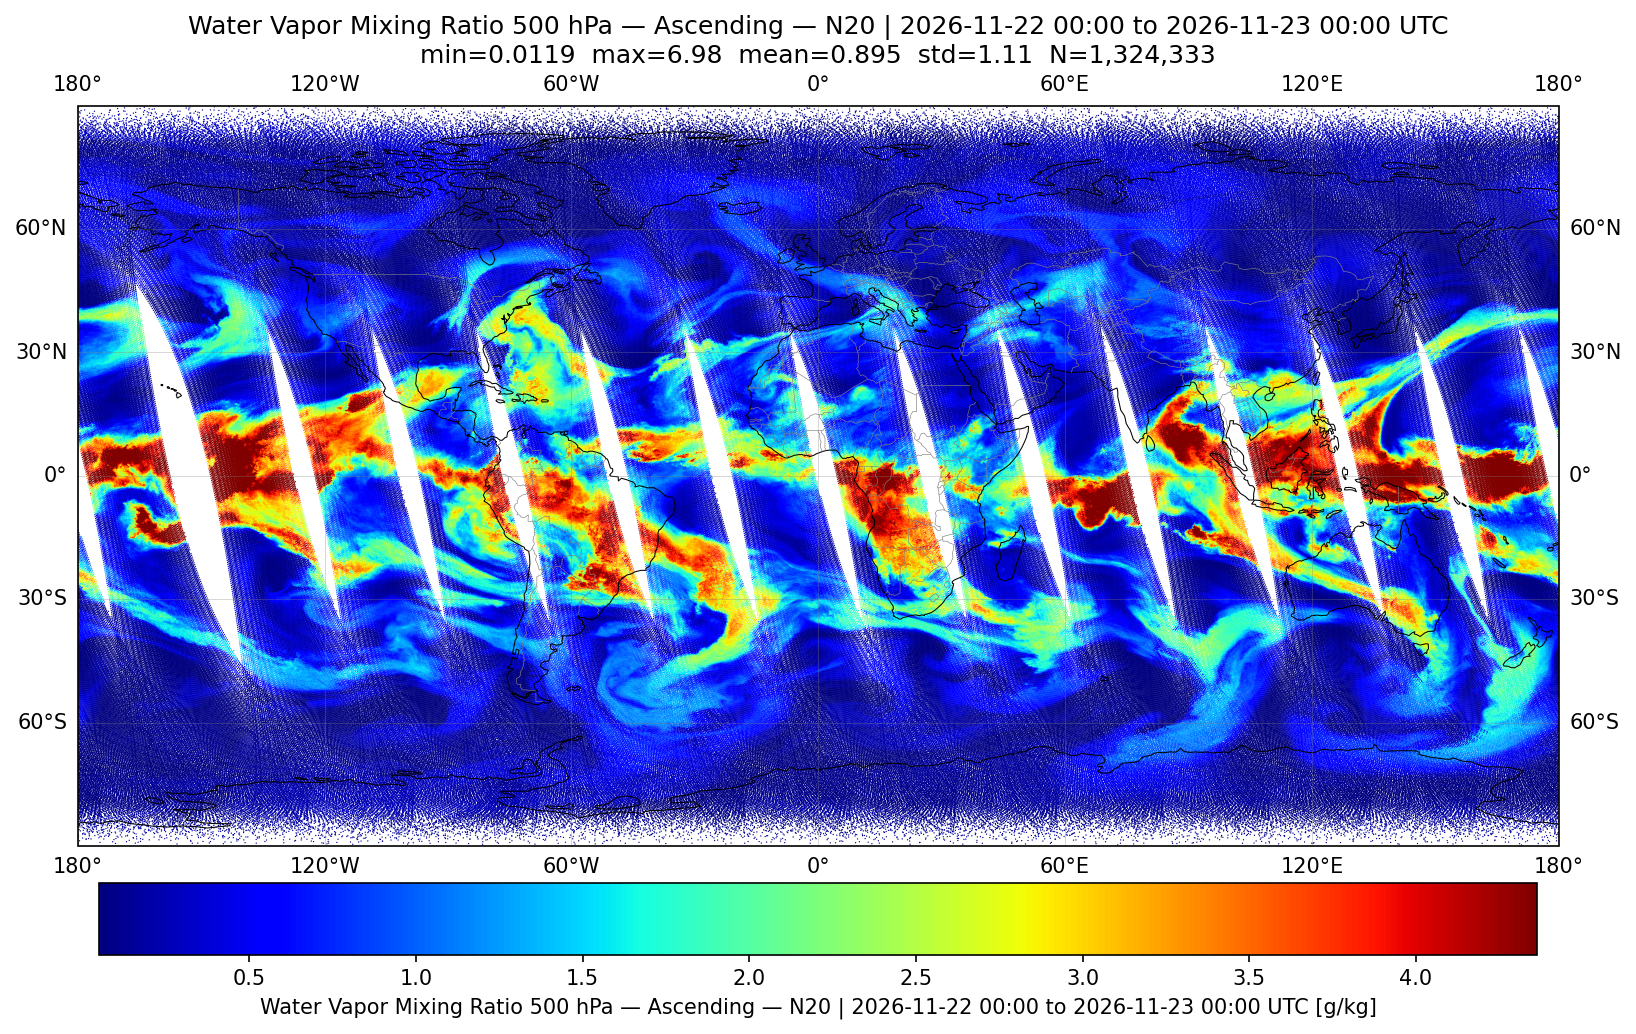 Water Vapor Mixing Ratio 500 hPa — Ascending — N20 | 2026-11-22 00:00 to 2026-11-23 00:00 UTC
min=0.0119 max=6.98 mean=0.895 std=1.11 N=1,324,333
180° 120°W 60°W 0° 60°E 120°E 180°
60°N 60°N
30°N 30°N
0° 0°
30°S 30°S
60°S 60°S
180° 120°W 60°W 0° 60°E 120°E 180°
0.5 1.0 1.5 2.0 2.5 3.0 3.5 4.0
Water Vapor Mixing Ratio 500 hPa — Ascending — N20 | 2026-11-22 00:00 to 2026-11-23 00:00 UTC [g/kg]